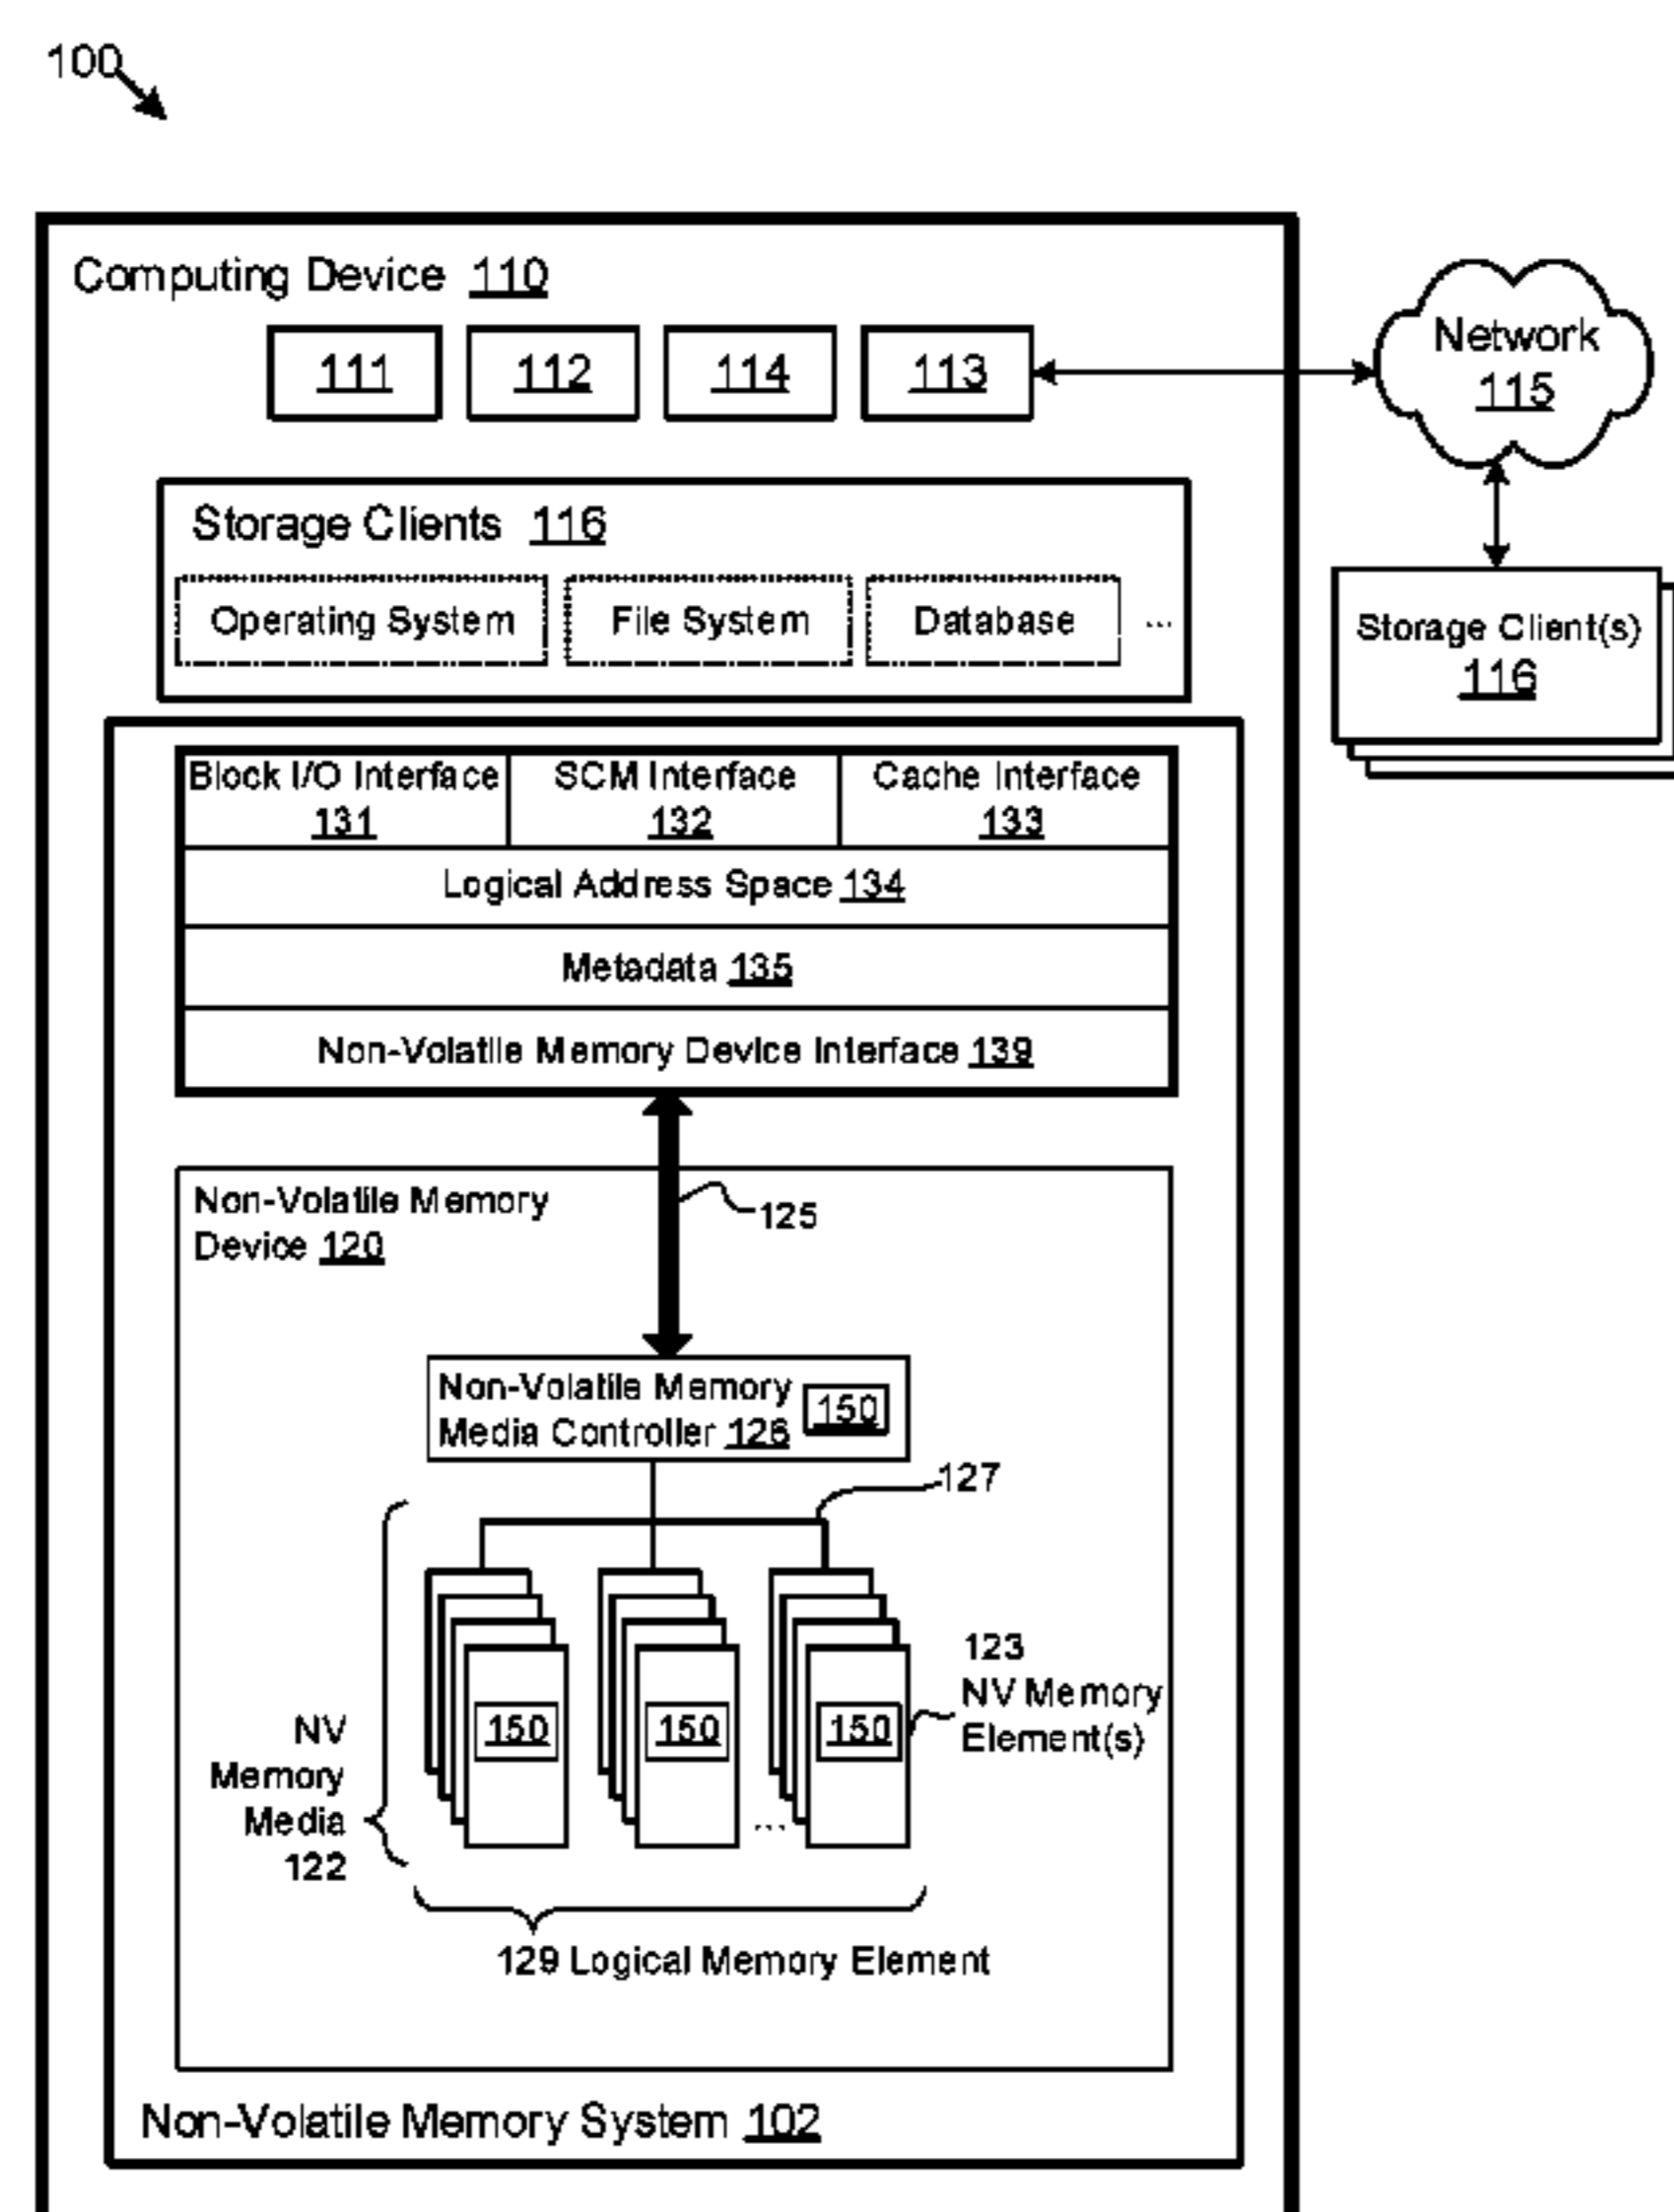 100
Computing Device 110
111 112 114 113
Network
115
Storage Clients 116
Operating System File System Database ...
Storage Client(s)
116
Block I/O Interface
131
SCM Interface
132
Cache Interface
133
Logical Address Space 134
Metadata 135
Non-Volatile Memory Device Interface 139
Non-Volatile Memory
Device 120
125
Non-Volatile Memory
Media Controller 126
150
127
123
NV Memory
Element(s)
150 150 150
...
NV
Memory
Media
122
129 Logical Memory Element
Non-Volatile Memory System 102